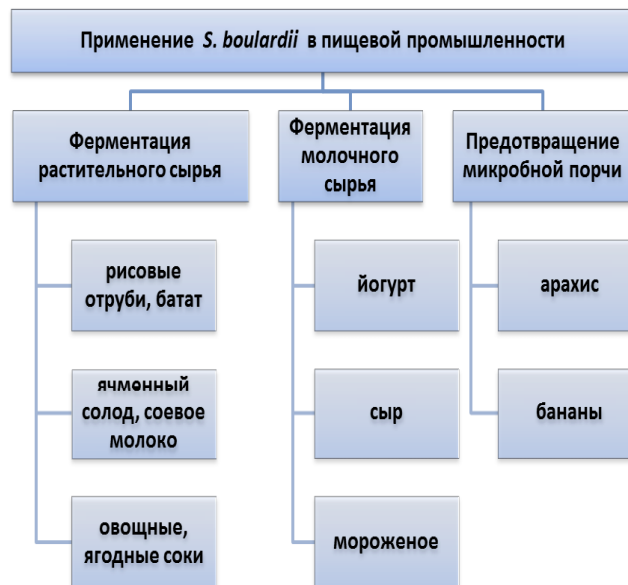 Применение S. boulardii в пищевой промышленности
Ферментация
растительного сырья
рисовые
отруби, батат
ячменный
солод, соевое
молоко
овощные,
ягодные соки
Ферментация
молочного
сырья
йогурт
сыр
мороженое
Предотвращение
микробной порчи
арахис
бананы